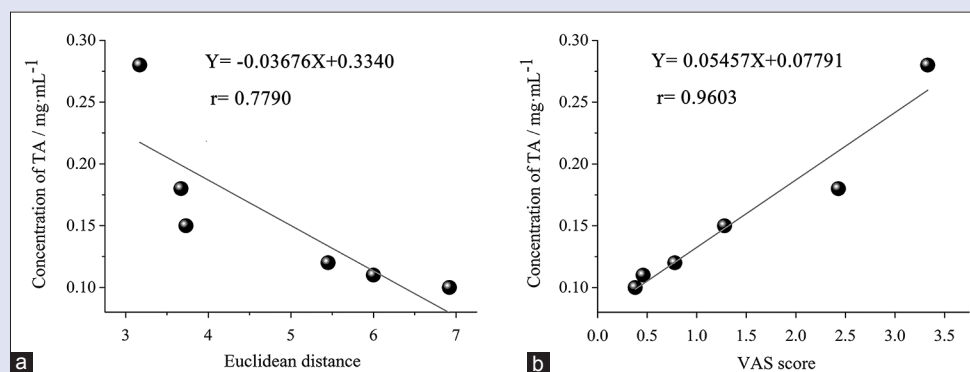 Y= -0.03676X+0.3340
r= 0.7790
Concentration of TA / mg·mL⁻¹
0.30
0.25
0.20
0.15
0.10
3 4 5 6 7
Euclidean distance
a
Y= 0.05457X+0.07791
r= 0.9603
Concentration of TA / mg·mL⁻¹
0.30
0.25
0.20
0.15
0.10
0.0 0.5 1.0 1.5 2.0 2.5 3.0 3.5
VAS score
b